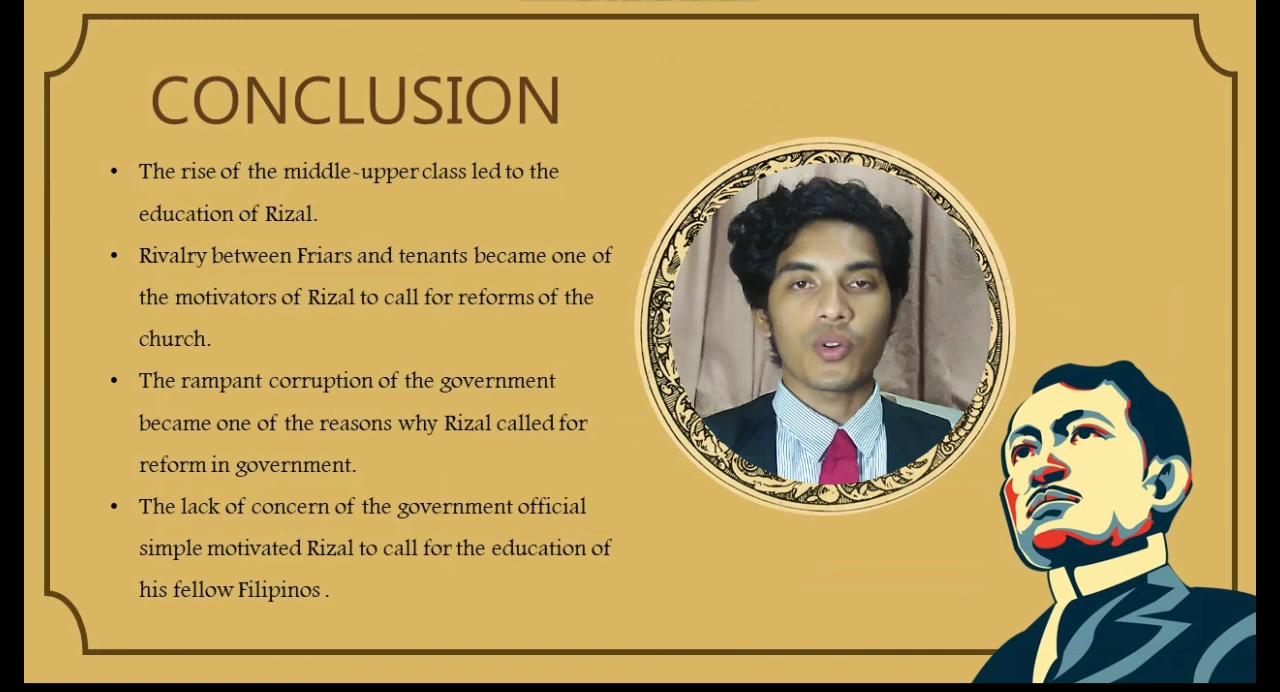 CONCLUSION
• The rise of the middle-upper class led to the
education of Rizal.
• Rivalry between Friars and tenants became one of
the motivators of Rizal to call for reforms of the
church.
• The rampant corruption of the government
became one of the reasons why Rizal called for
reform in government.
• The lack of concern of the government official
simple motivated Rizal to call for the education of
his fellow Filipinos .